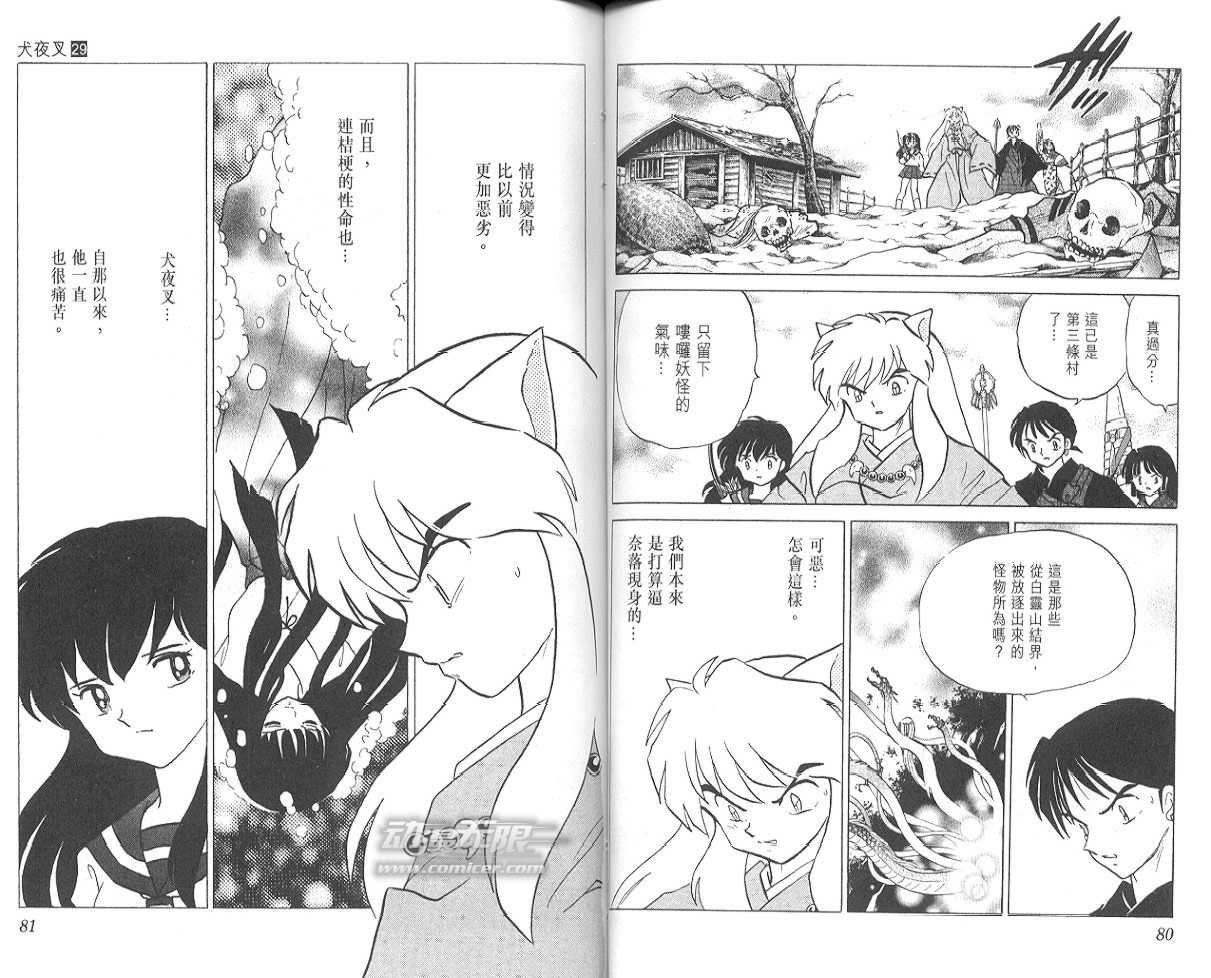 真過分…
這已是
第三條村
了…
只留下
嘍囉妖怪的
氣味…
這是那些
從白靈山結界，
被放逐出來的
怪物所為嗎？
可惡…
怎會這樣。
我們本來
是打算逼
奈落現身的…
80
犬夜叉 29
情況變得
比以前
更加惡劣。
而且，
連桔梗的性命也…
犬夜叉…
自那以來，
他一直
也很痛苦。
81
动漫无限
www.comicer.com